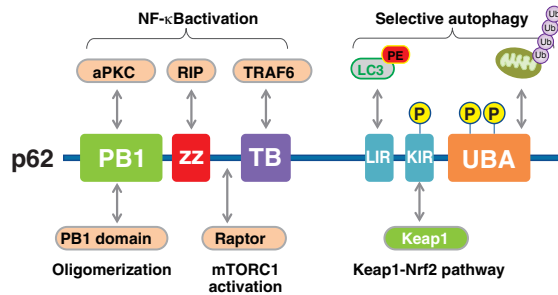 NF-κBactivation
Selective autophagy
aPKC
RIP
TRAF6
LC3
PE
Ub
Ub
Ub
Ub
P
P
P
p62
PB1
ZZ
TB
LIR
KIR
UBA
PB1 domain
Raptor
Keap1
Oligomerization
mTORC1
activation
Keap1-Nrf2 pathway